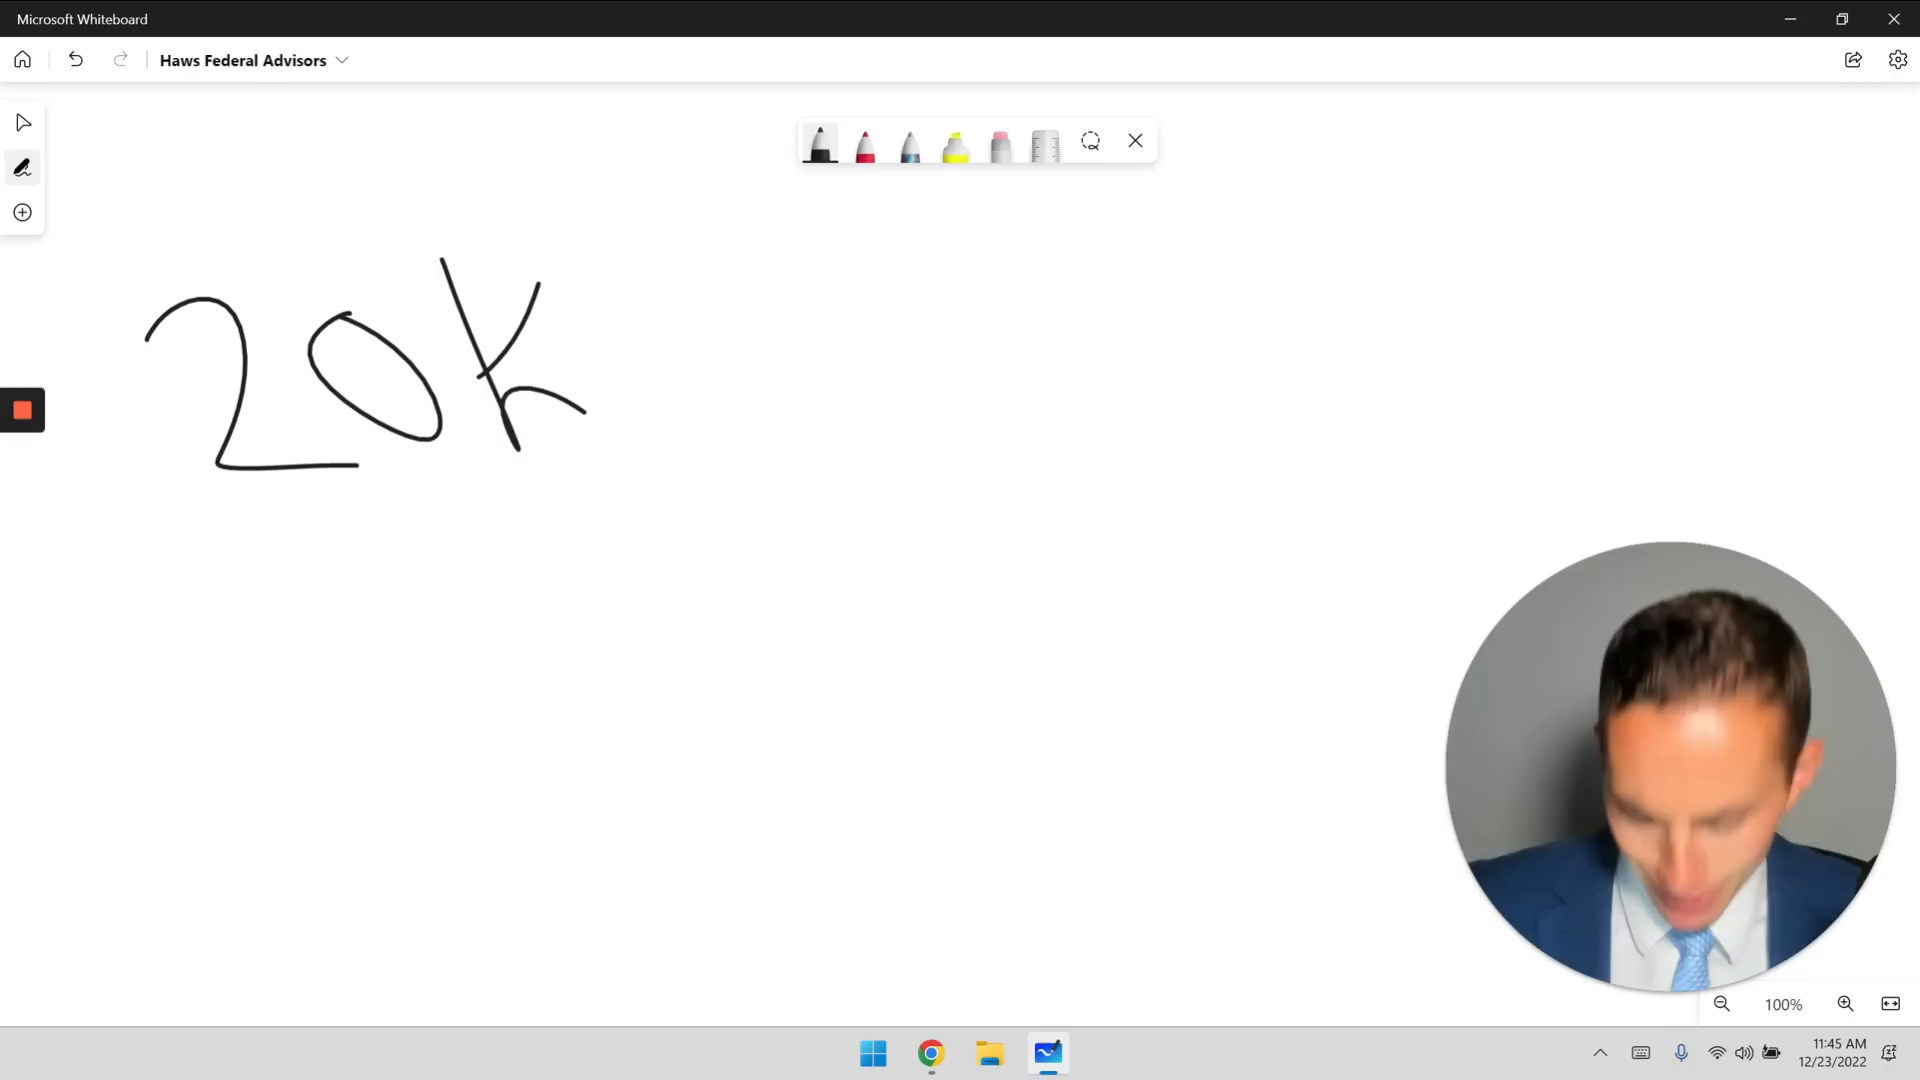 Microsoft Whiteboard
Haws Federal Advisors
20K
100%
11:45 AM
12/23/2022